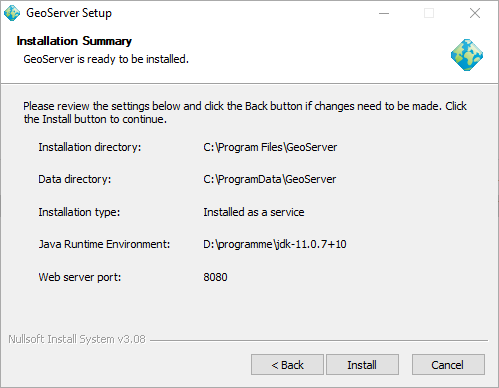 GeoServer Setup
Installation Summary
GeoServer is ready to be installed.
Please review the settings below and click the Back button if changes need to be made. Click
the Install button to continue.
Installation directory: C:\Program Files\GeoServer
Data directory: C:\ProgramData\GeoServer
Installation type: Installed as a service
Java Runtime Environment: D:\programme\jdk-11.0.7+10
Web server port: 8080
Nullsoft Install System v3.08
< Back Install Cancel